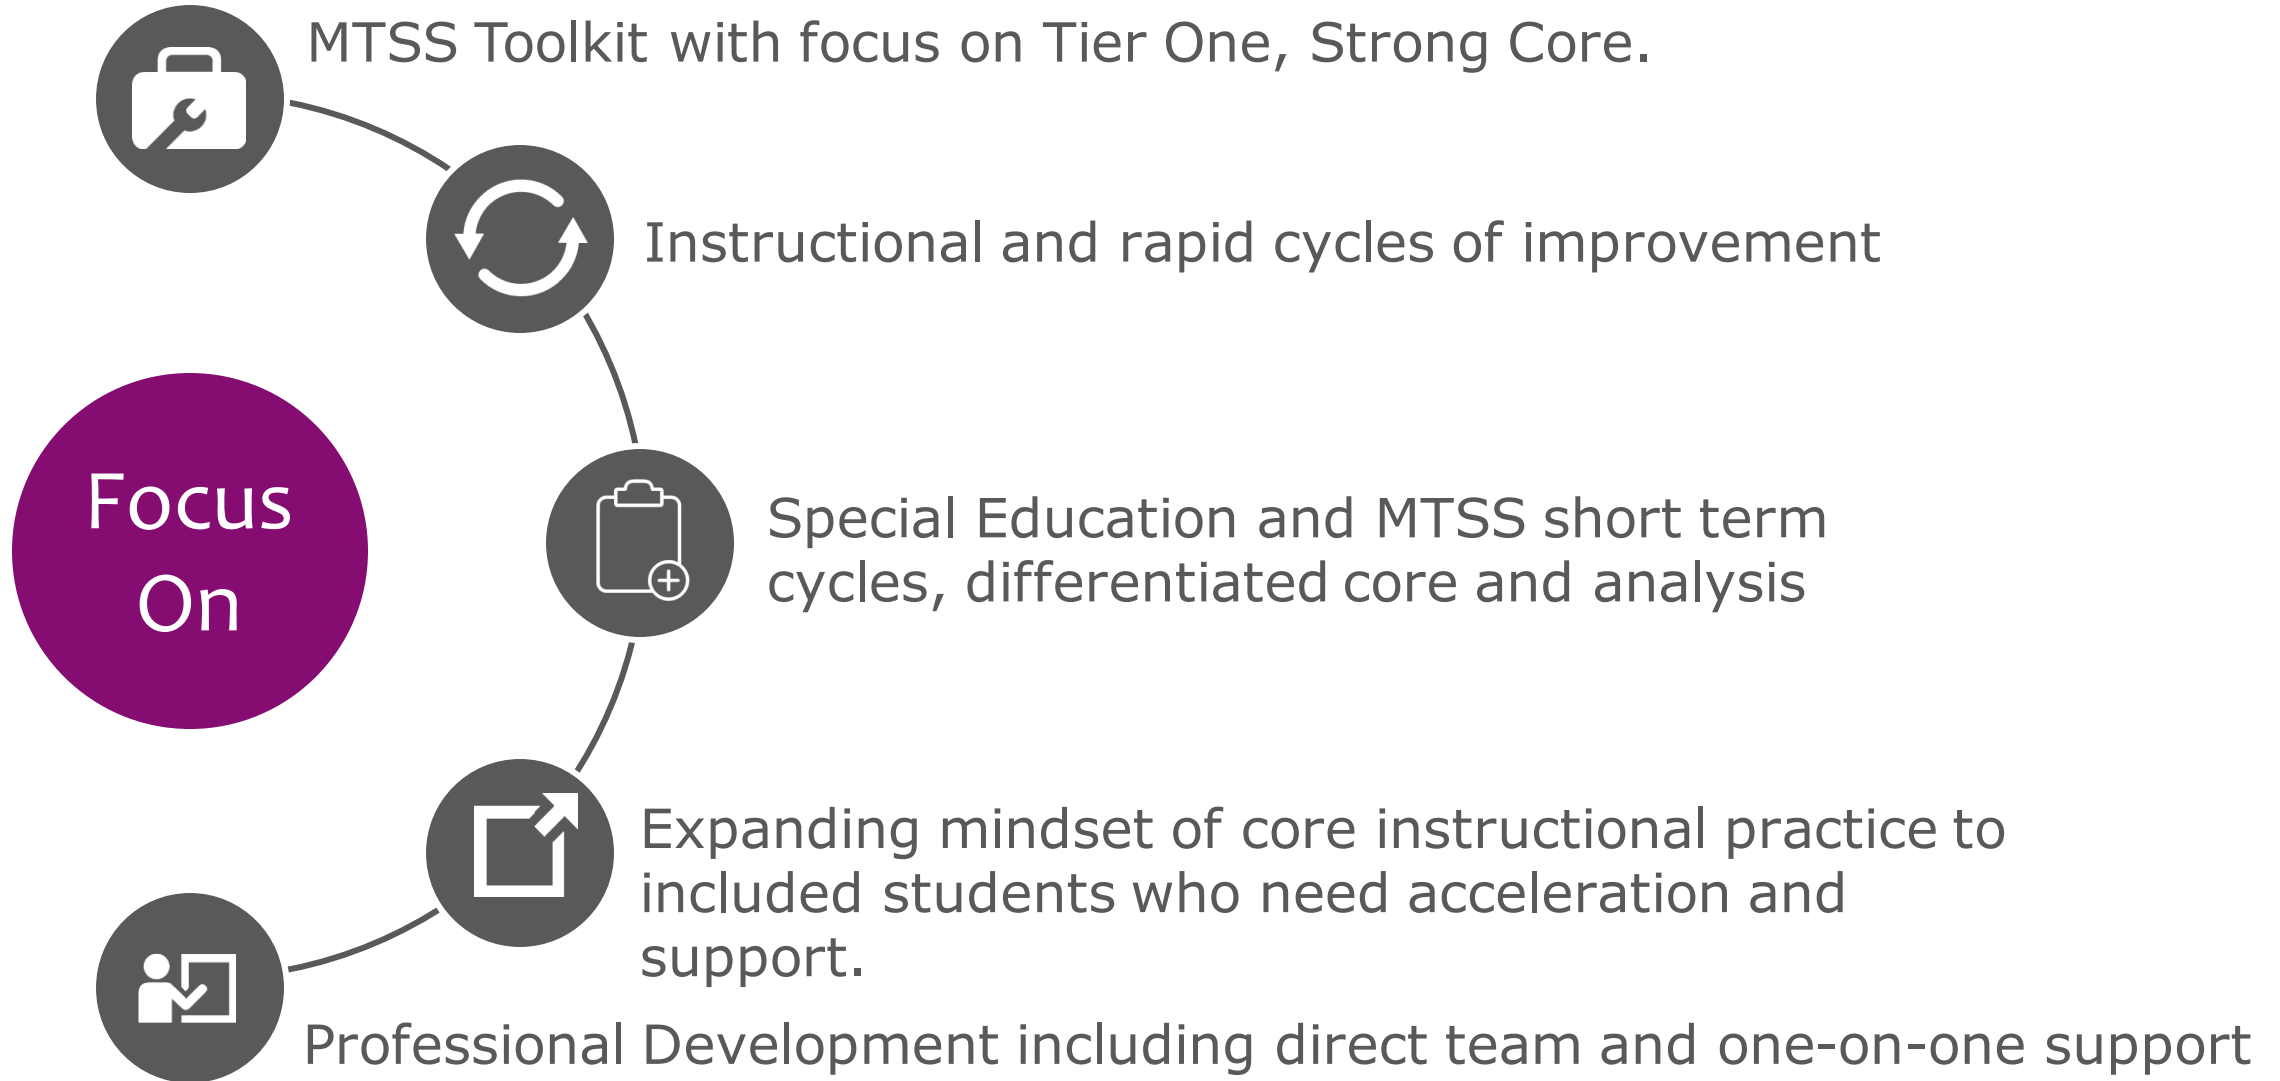 MTSS Toolkit with focus on Tier One, Strong Core.
Instructional and rapid cycles of improvement
Focus
On
Special Education and MTSS short term
cycles, differentiated core and analysis
Expanding mindset of core instructional practice to
included students who need acceleration and
support.
Professional Development including direct team and one-on-one support